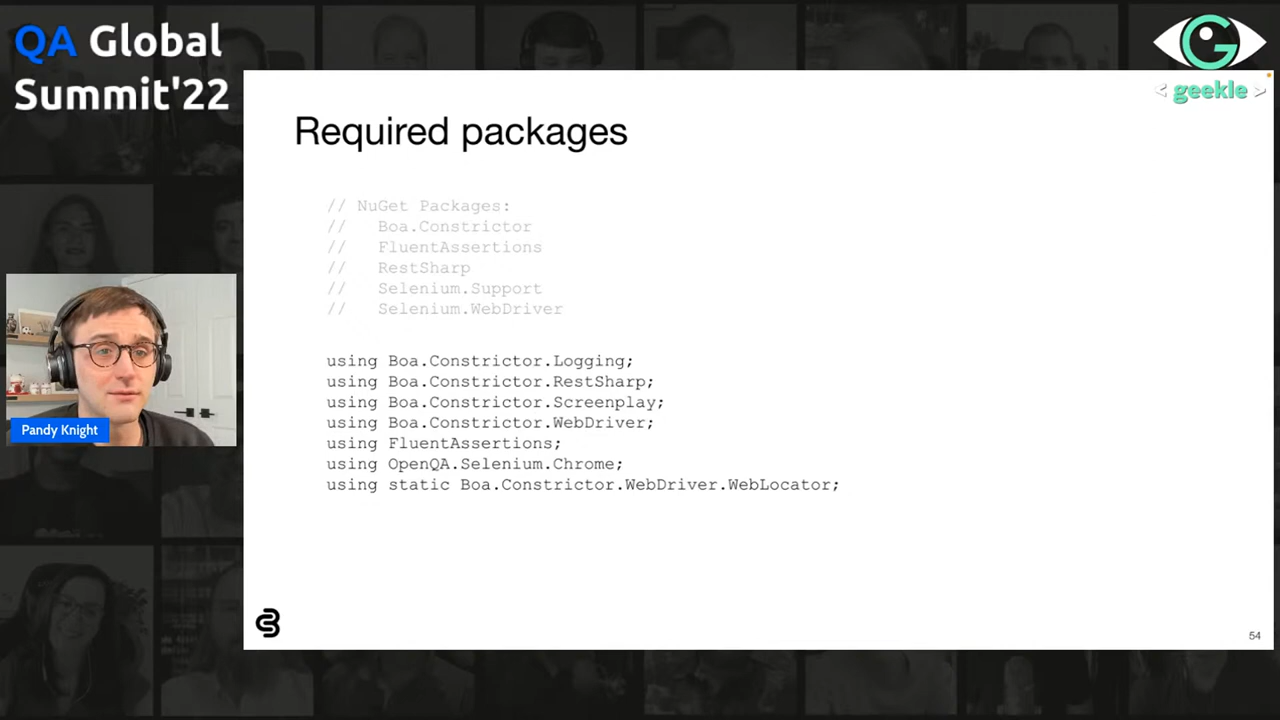 QA Global
Summit'22
< geekle >
Required packages
// NuGet Packages:
// Boa.Constrictor
// FluentAssertions
// RestSharp
// Selenium.Support
// Selenium.WebDriver
using Boa.Constrictor.Logging;
using Boa.Constrictor.RestSharp;
using Boa.Constrictor.Screenplay;
using Boa.Constrictor.WebDriver;
using FluentAssertions;
using OpenQA.Selenium.Chrome;
using static Boa.Constrictor.WebDriver.WebLocator;
Pandy Knight
54